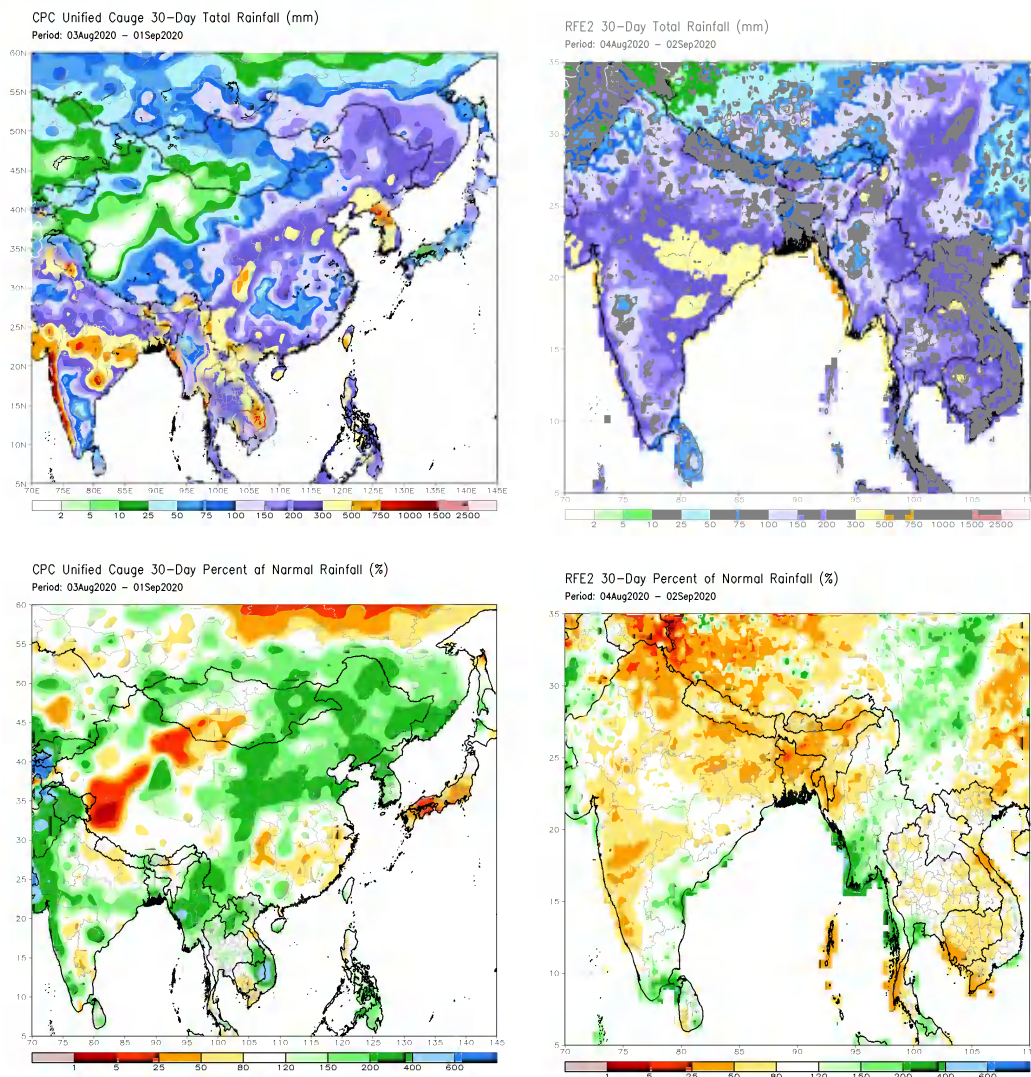 CPC Unified Cauge 30-Day Tatal Rainfall (mm)
Period: 03Aug2020 – 01Sep2020
60N
55N
50N
45N
40N
35N
30N
25N
20N
15N
10N
5N
70E 75E 80E 85E 90E 95E 100E 105E 110E 115E 120E 125E 130E 135E 140E 145E
2 5 10 25 50 75 100 150 200 300 500 750 1000 1500 2500
RFE2 30-Day Total Rainfall (mm)
Period: 04Aug2020 – 02Sep2020
35
30
25
20
15
10
5
70 75 80 85 90 95 100 105 11
2 5 10 25 50 75 100 150 200 300 500 750 1000 1500 2500
CPC Unified Cauge 30-Day Percent af Normal Rainfall (%)
Period: 03Aug2020 – 01Sep2020
60
55
50
45
40
35
30
25
20
15
10
5
70 75 80 85 90 95 100 105 110 115 120 125 130 135 140 145
1 5 25 50 80 120 150 200 400 600
RFE2 30-Day Percent of Normal Rainfall (%)
Period: 04Aug2020 – 02Sep2020
35
30
25
20
15
10
5
70 75 80 85 90 95 100 105 11
1 5 25 50 80 120 150 200 400 600